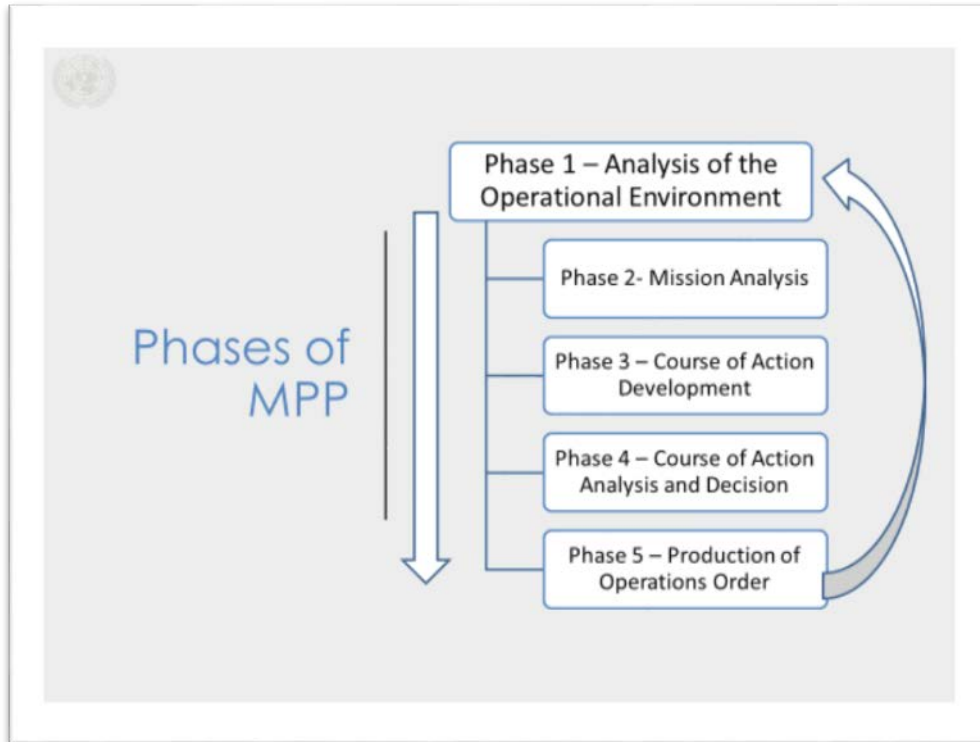 Phases of
MPP
Phase 1 – Analysis of the
Operational Environment
Phase 2- Mission Analysis
Phase 3 – Course of Action
Development
Phase 4 – Course of Action
Analysis and Decision
Phase 5 – Production of
Operations Order